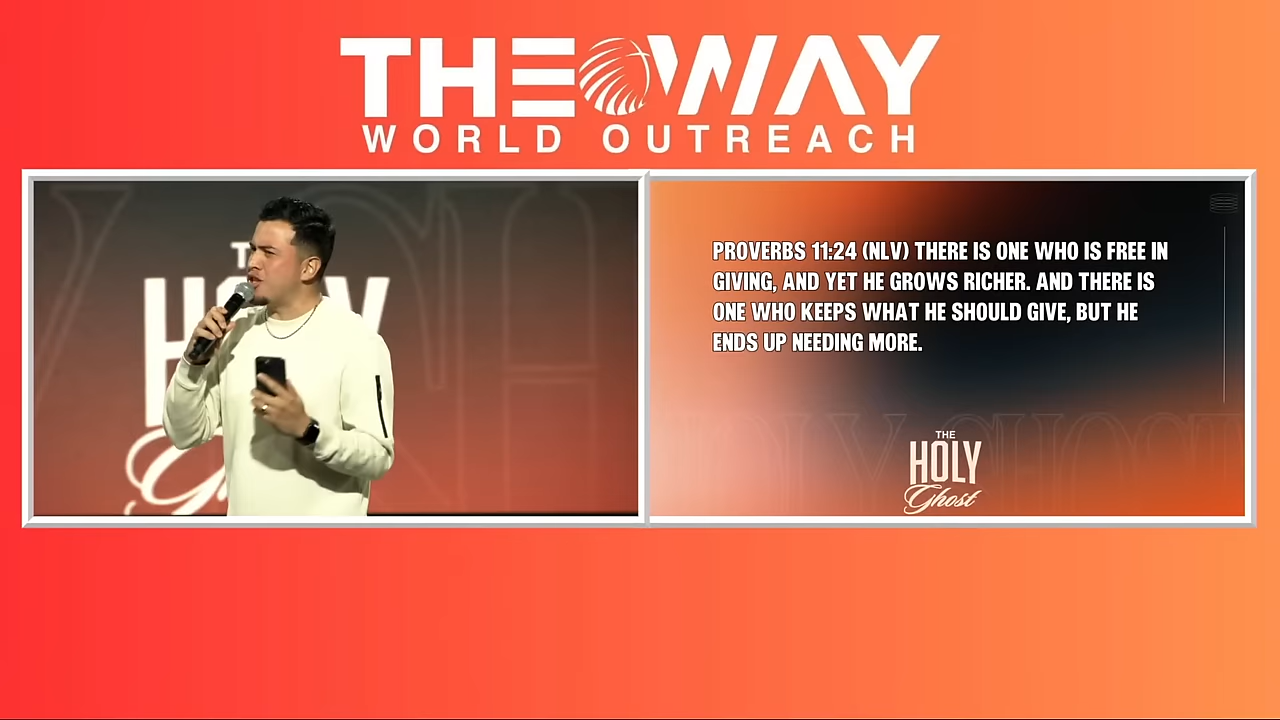 THE WAY
WORLD OUTREACH
PROVERBS 11:24 (NLV) THERE IS ONE WHO IS FREE IN
GIVING, AND YET HE GROWS RICHER. AND THERE IS
ONE WHO KEEPS WHAT HE SHOULD GIVE, BUT HE
ENDS UP NEEDING MORE.
THE
HOLY
Ghost